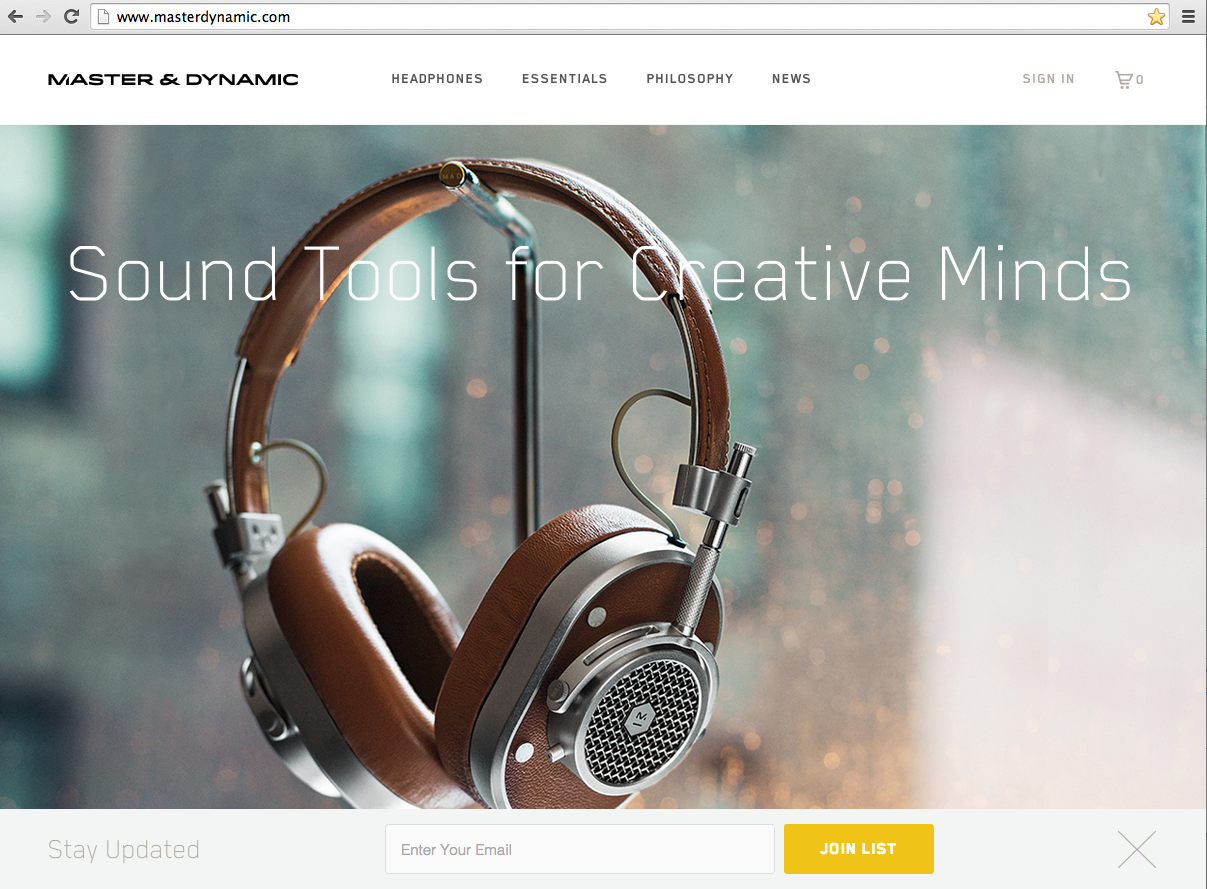 www.masterdynamic.com
MASTER & DYNAMIC
HEADPHONES
ESSENTIALS
PHILOSOPHY
NEWS
SIGN IN
0
M&D
Sound Tools for Creative Minds
M
Stay Updated
Enter Your Email
JOIN LIST